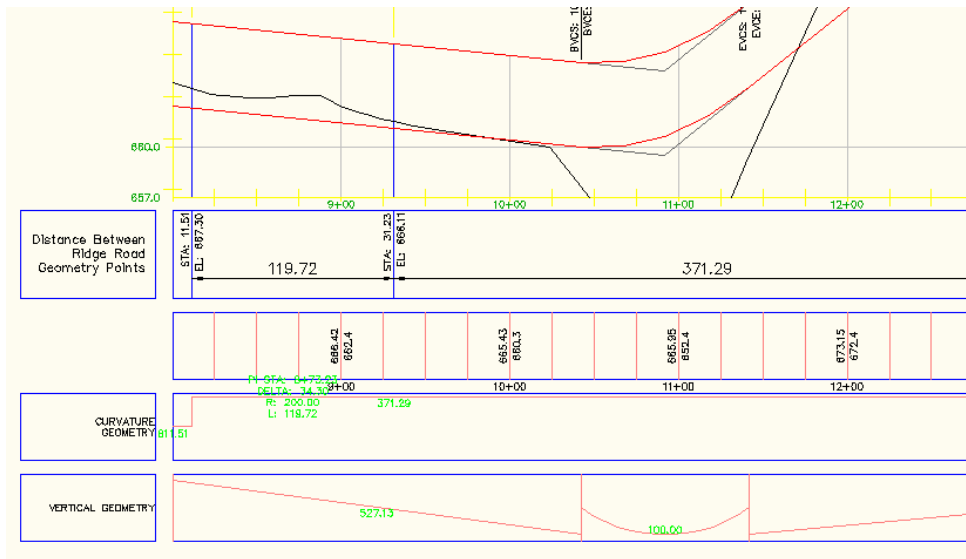 BVCS: 10
BVCE:
EVCS: 1
EVCE:
660.0
657.0
9+00
10+00
11+00
12+00
Distance Between
Ridge Road
Geometry Points
STA: 11.51
EL: 667.30
119.72
STA: 31.23
EL: 666.11
371.29
666.42
662.4
665.43
660.3
665.95
652.4
673.15
672.4
9+00
10+00
11+00
12+00
PI STA:
DELTA: 34.30
R: 200.00
L: 119.72
371.29
CURVATURE
GEOMETRY
811.51
VERTICAL GEOMETRY
527.13
100.00